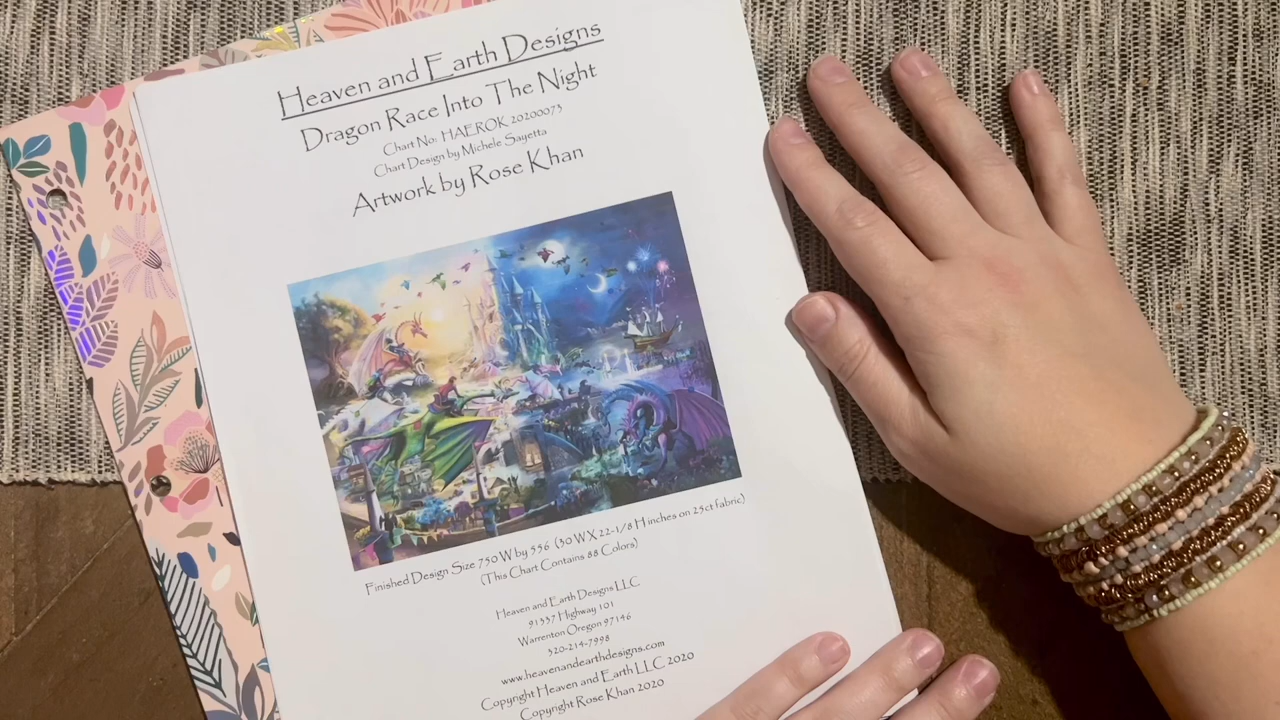 Heaven and Earth Designs
Dragon Race Into The Night
Chart No: HAEROK 20200073
Chart Design by Michele Sayetta
Artwork by Rose Khan
Finished Design Size 750 W by 556 (30 W X 22-1/8 H inches on 25ct fabric)
(This Chart Contains 88 Colors)
Heaven and Earth Designs LLC
91337 Highway 101
Warrenton Oregon 97146
520-214-7998
www.heavenandearthdesigns.com
Copyright Heaven and Earth LLC 2020
Copyright Rose Khan 2020